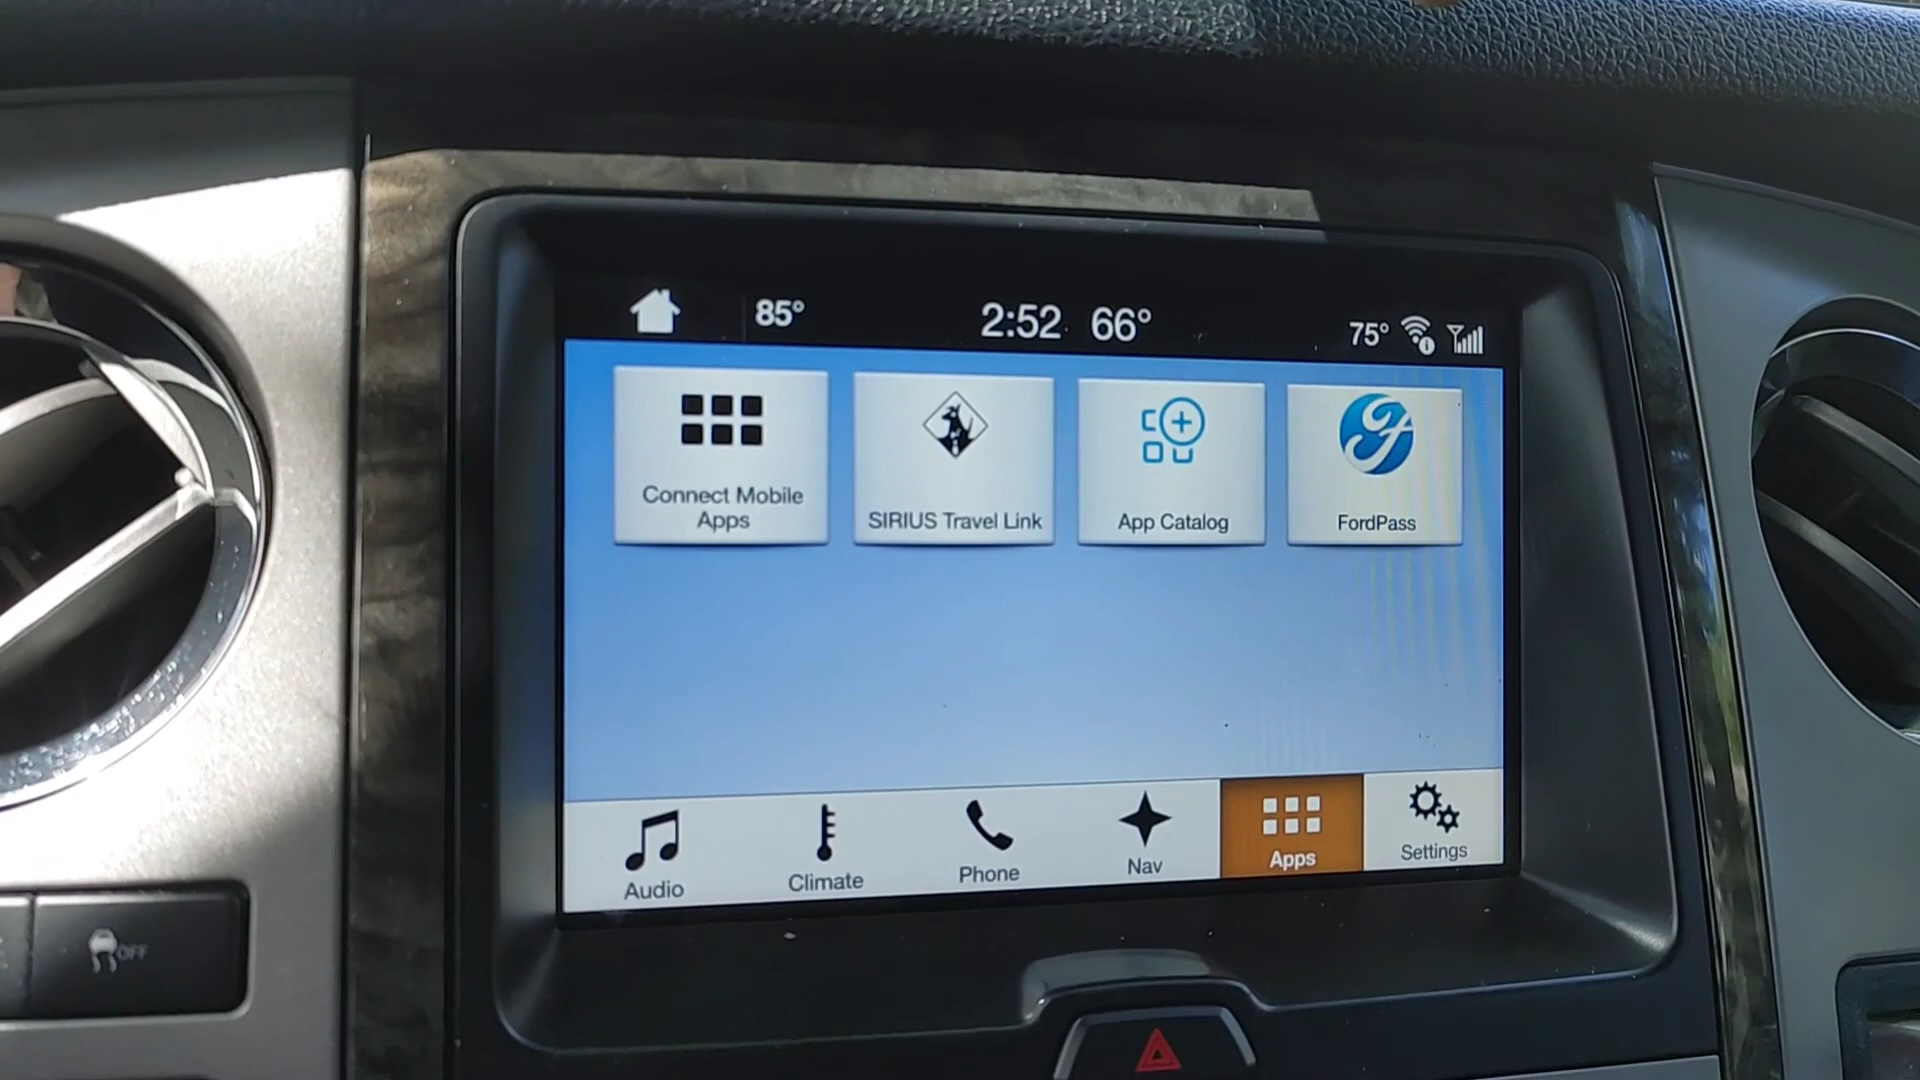 85° 2:52 66° 75°
Connect Mobile
Apps
SIRIUS Travel Link
App Catalog
FordPass
Audio
Climate
Phone
Nav
Apps
Settings
OFF